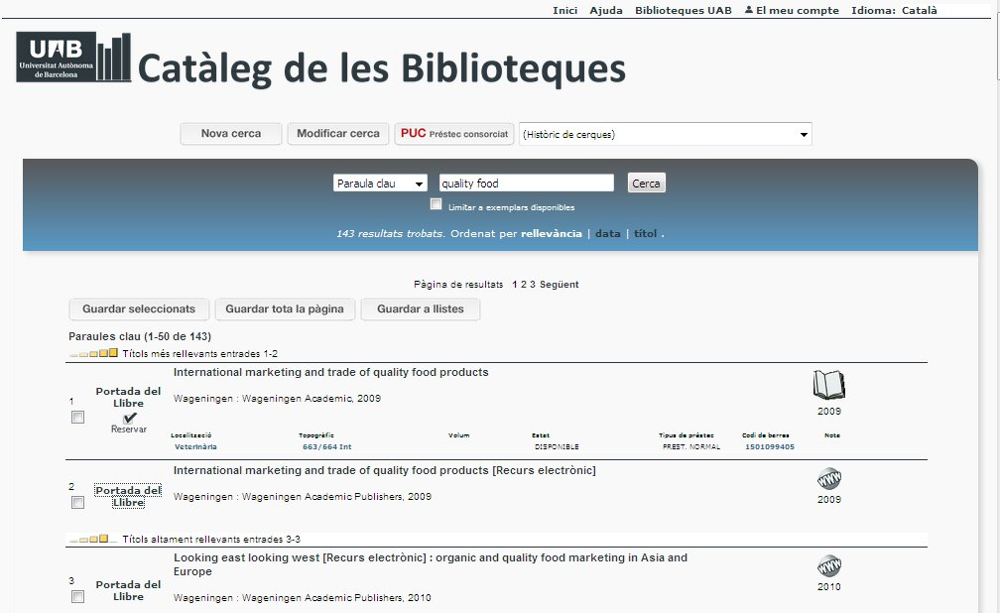 Inici Ajuda Biblioteques UAB El meu compte Idioma: Català
UAB
Universitat Autònoma
de Barcelona
Catàleg de les Biblioteques
Nova cerca Modificar cerca PUC Préstec consorciat (Històric de cerques)
Paraula clau quality food Cerca
Limitar a exemplars disponibles
143 resultats trobats. Ordenat per rellevància | data | títol .
Pàgina de resultats 1 2 3 Següent
Guardar seleccionats Guardar tota la pàgina Guardar a llistes
Paraules clau (1-50 de 143)
Títols més rellevants entrades 1-2
1
Portada del
Llibre
Reservar
International marketing and trade of quality food products
Wageningen : Wageningen Academic, 2009
2009
Localització Topogràfic Volum Estat Tipus de préstec Codi de barres Nota
Veterinària 663/664 Int DISPONIBLE PREST. NORMAL 1501099405
2
Portada del
Llibre
International marketing and trade of quality food products [Recurs electrònic]
Wageningen : Wageningen Academic Publishers, 2009
WWW
2009
Títols altament rellevants entrades 3-3
3
Portada del
Llibre
Looking east looking west [Recurs electrònic] : organic and quality food marketing in Asia and
Europe
Wageningen : Wageningen Academic Publishers, 2010
WWW
2010